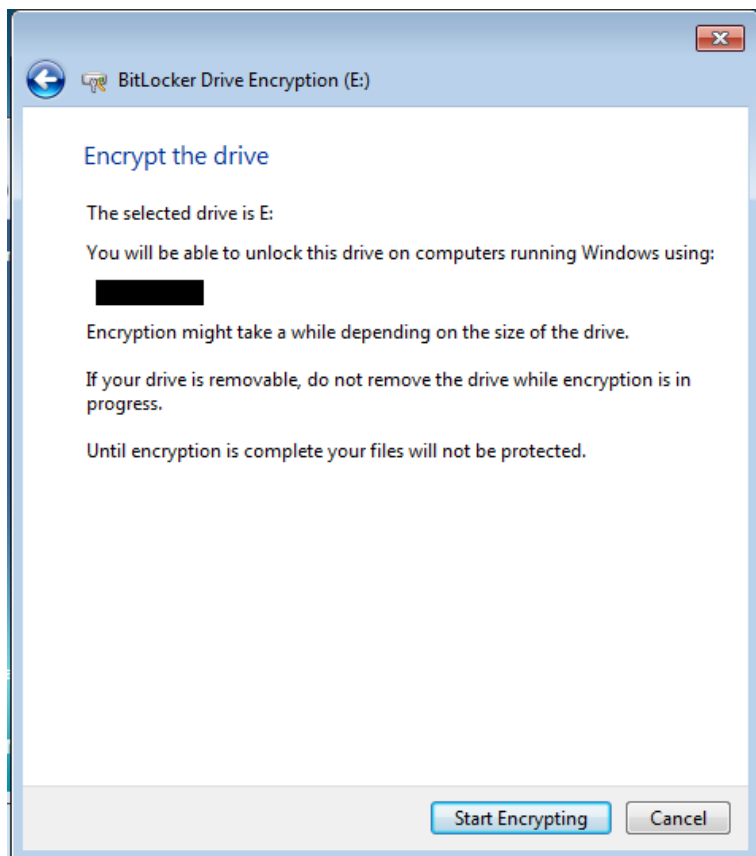 BitLocker Drive Encryption (E:)
Encrypt the drive
The selected drive is E:
You will be able to unlock this drive on computers running Windows using:
Encryption might take a while depending on the size of the drive.
If your drive is removable, do not remove the drive while encryption is in
progress.
Until encryption is complete your files will not be protected.
Start Encrypting
Cancel